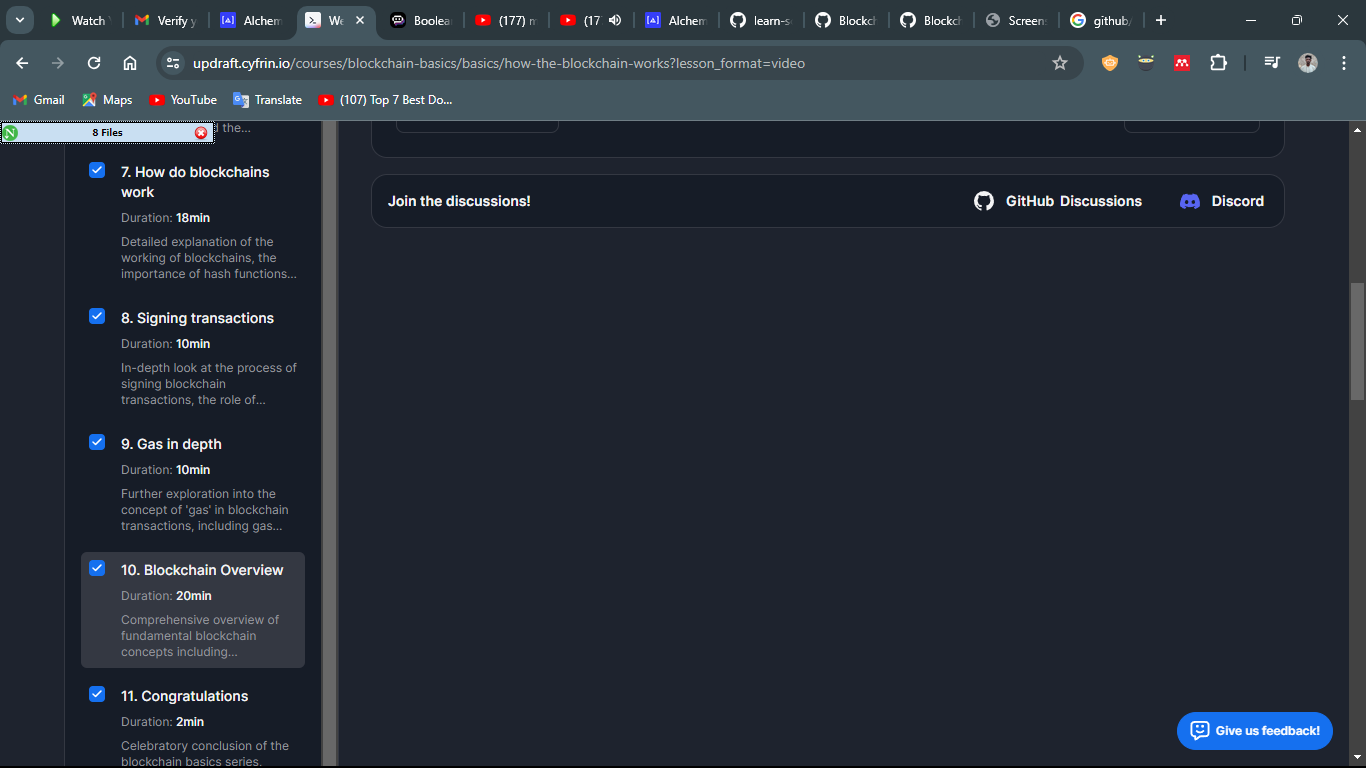 Watch
Verify y
Alchem
We
Boolea
(177) m
(17
Alchem
learn-s
Blockch
Blockch
Screen
github/
updraft.cyfrin.io/courses/blockchain-basics/basics/how-the-blockchain-works?lesson_format=video
Gmail
Maps
YouTube
Translate
(107) Top 7 Best Do...
8 Files
d the...
7. How do blockchains
work
Duration: 18min
Detailed explanation of the
working of blockchains, the
importance of hash functions...
8. Signing transactions
Duration: 10min
In-depth look at the process of
signing blockchain
transactions, the role of...
9. Gas in depth
Duration: 10min
Further exploration into the
concept of 'gas' in blockchain
transactions, including gas...
10. Blockchain Overview
Duration: 20min
Comprehensive overview of
fundamental blockchain
concepts including...
11. Congratulations
Duration: 2min
Celebratory conclusion of the
blockchain basics series,
Join the discussions!
GitHub Discussions
Discord
Give us feedback!